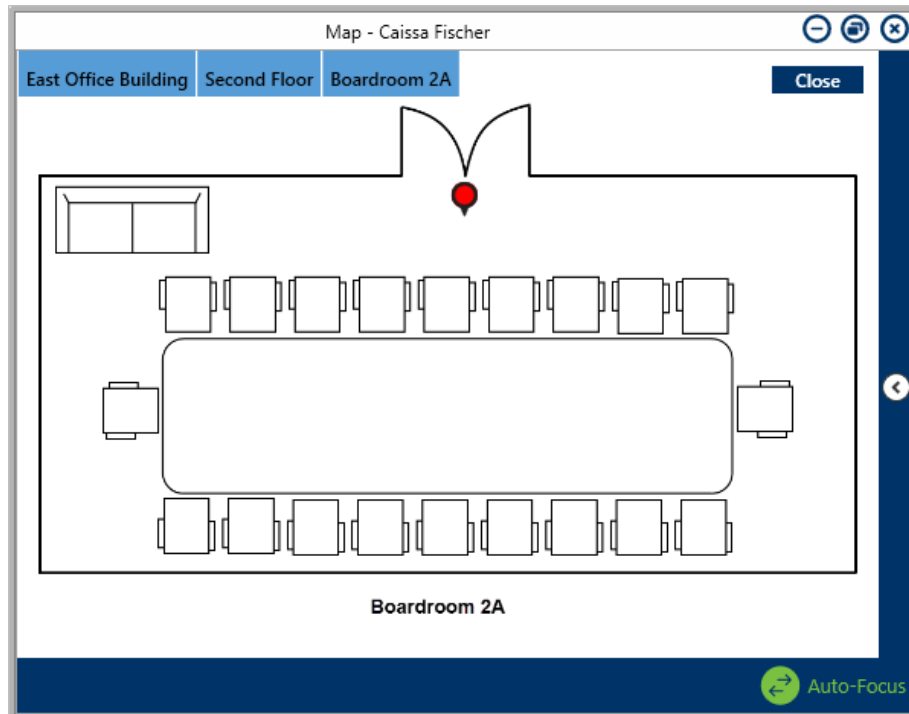 Map - Caissa Fischer
East Office Building Second Floor Boardroom 2A
Close
Boardroom 2A
Auto-Focus